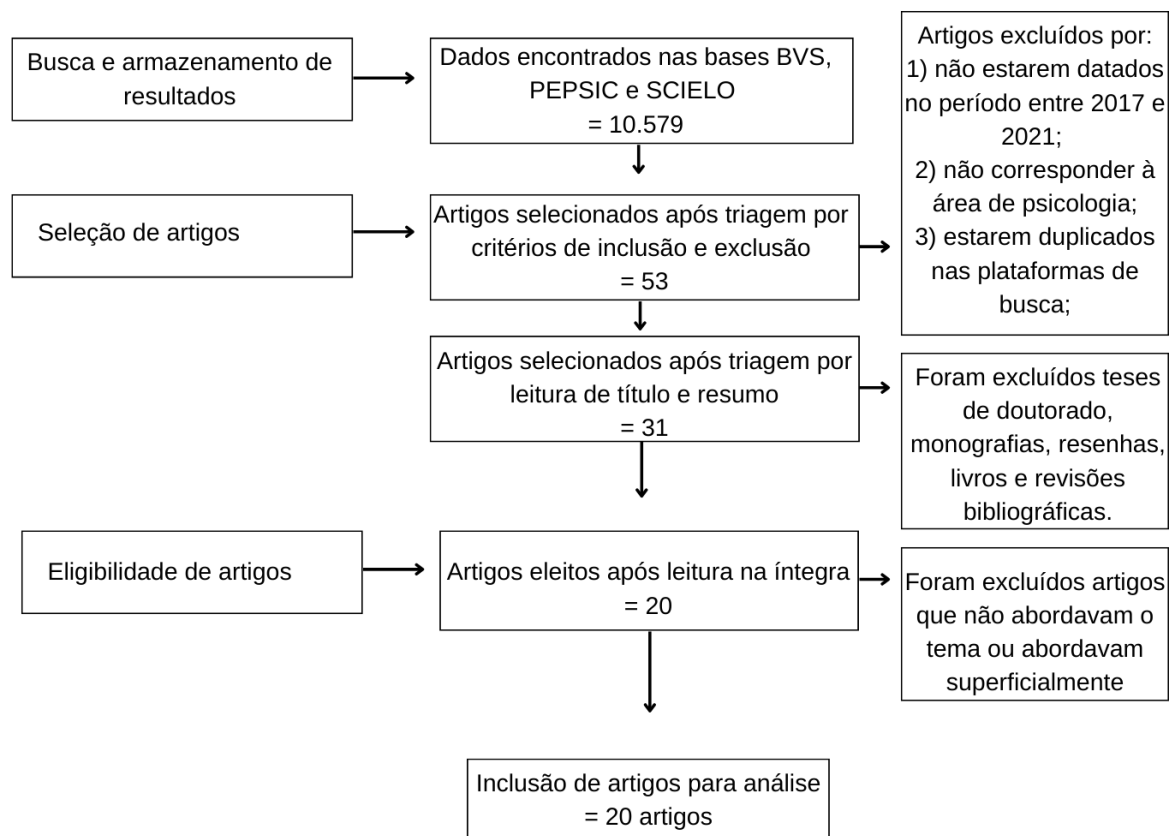 Busca e armazenamento de
resultados
Dados encontrados nas bases BVS,
PEPSIC e SCIELO
= 10.579
Artigos excluídos por:
1) não estarem datados
no período entre 2017 e
2021;
2) não corresponder à
área de psicologia;
3) estarem duplicados
nas plataformas de
busca;
Seleção de artigos
Artigos selecionados após triagem por
critérios de inclusão e exclusão
= 53
Artigos selecionados após triagem por
leitura de título e resumo
= 31
Foram excluídos teses
de doutorado,
monografias, resenhas,
livros e revisões
bibliográficas.
Eligibilidade de artigos
Artigos eleitos após leitura na íntegra
= 20
Foram excluídos artigos
que não abordavam o
tema ou abordavam
superficialmente
Inclusão de artigos para análise
= 20 artigos